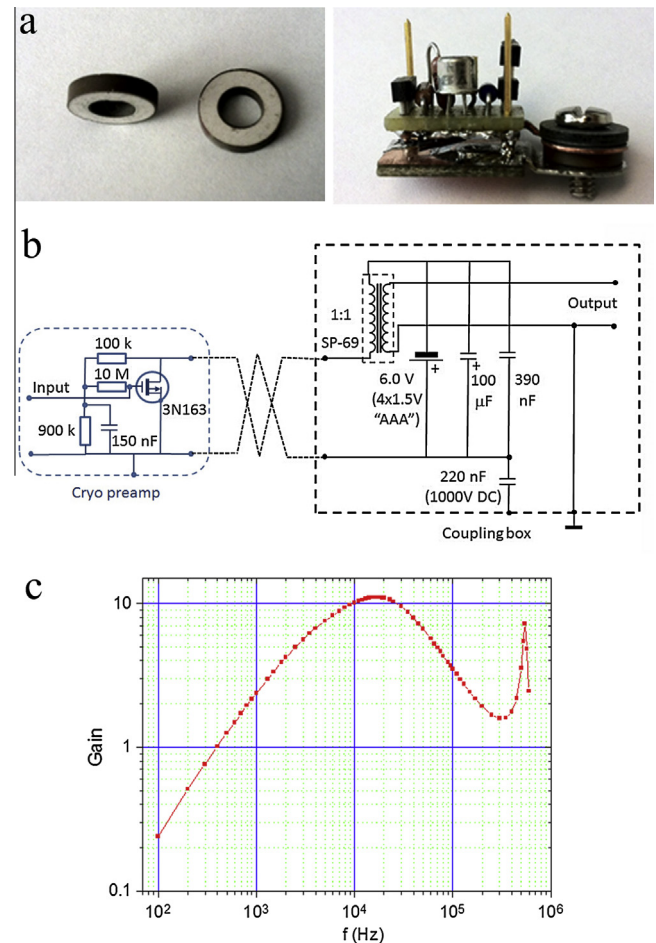 a
b
100 k
Input
10 M
3N163
900 k
150 nF
Cryo preamp
1:1
SP-69
Output
6.0 V
(4x1.5V
“AAA”)
+
100
μF
+
390
nF
220 nF
(1000V DC)
Coupling box
c
Gain
10
1
0.1
10²
10³
10⁴
10⁵
10⁶
f (Hz)